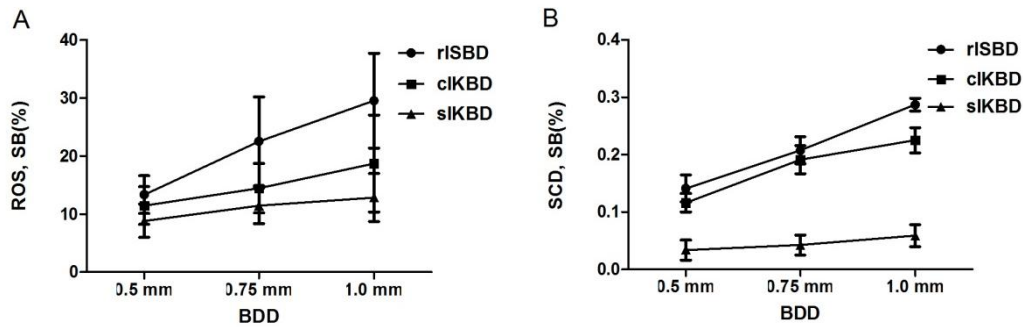 A
ROS, SB(%)
40
30
20
10
0
0.5 mm
0.75 mm
1.0 mm
BDD
rISBD
cIKBD
sIKBD
B
SCD, SB(%)
0.4
0.3
0.2
0.1
0.0
0.5 mm
0.75 mm
1.0 mm
BDD
rISBD
cIKBD
sIKBD